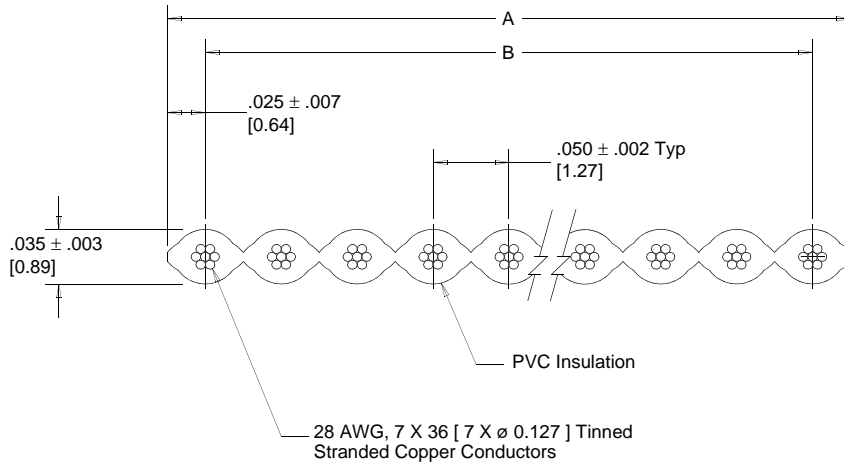 A
B
.025 ± .007
[0.64]
.050 ± .002 Typ
[1.27]
.035 ± .003
[0.89]
PVC Insulation
28 AWG, 7 X 36 [ 7 X ø 0.127 ] Tinned
Stranded Copper Conductors